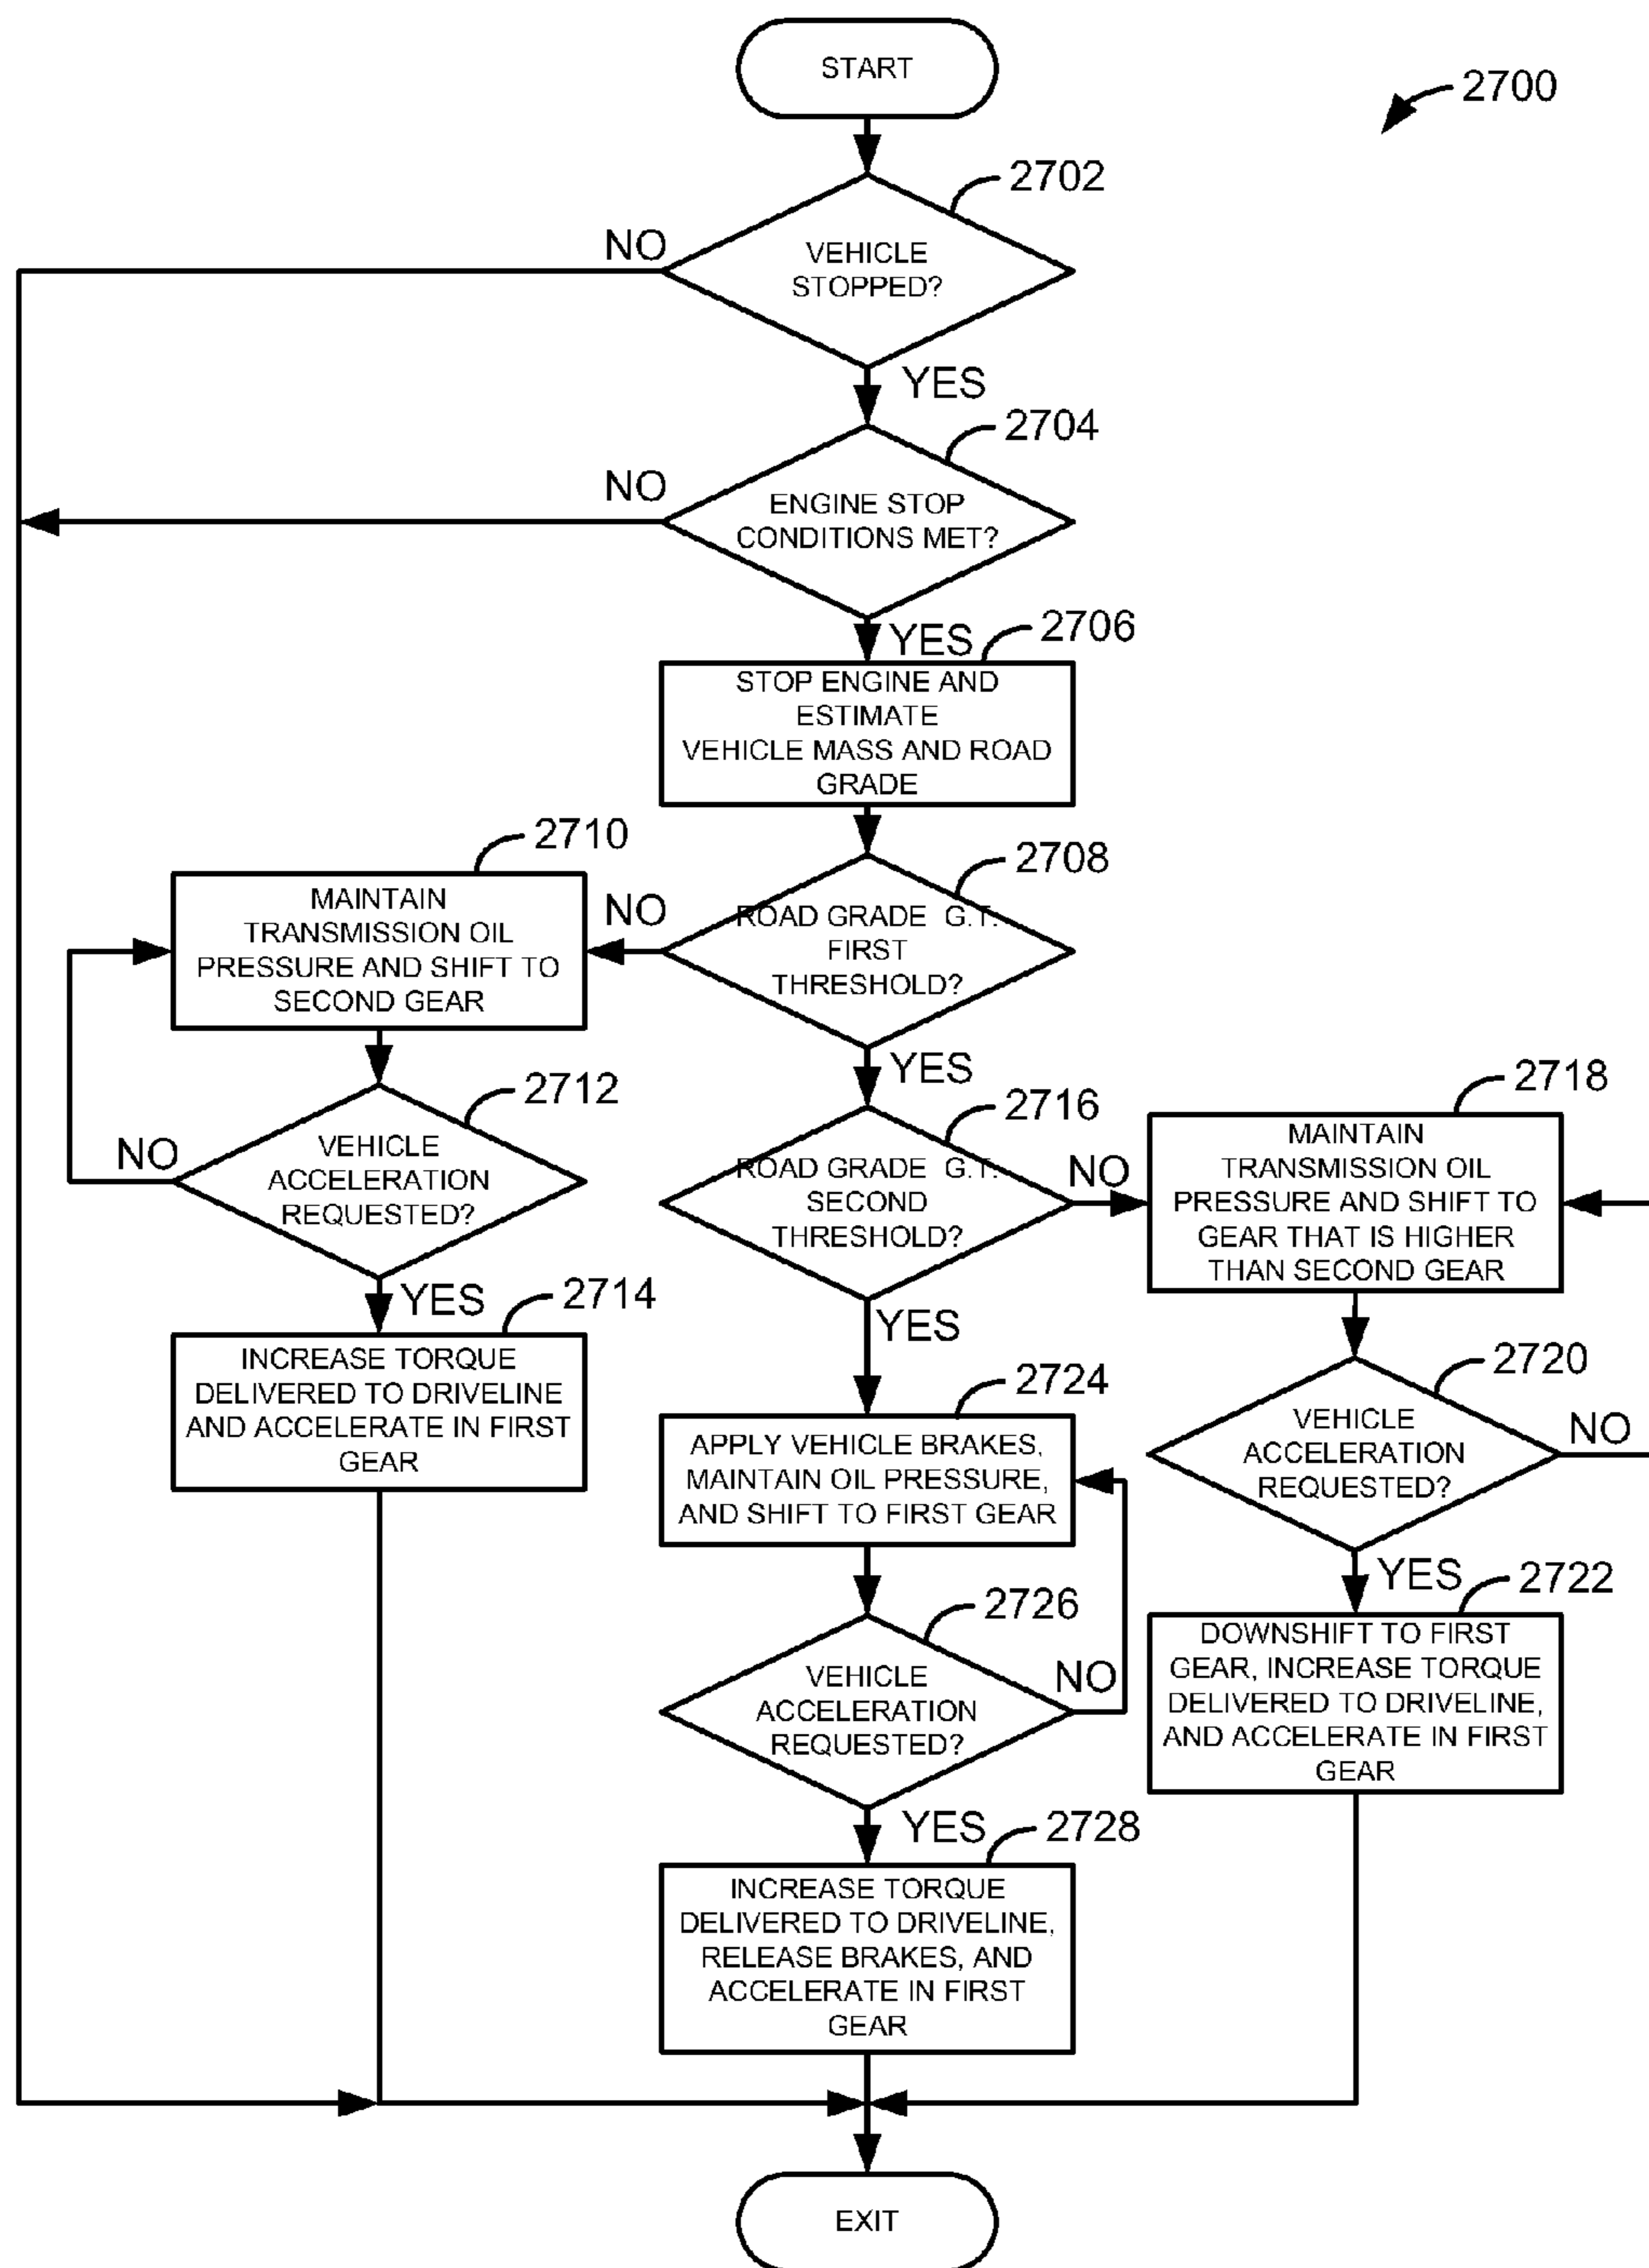 START
2700
2702
NO
VEHICLE
STOPPED?
YES
2704
NO
ENGINE STOP
CONDITIONS MET?
YES
2706
STOP ENGINE AND
ESTIMATE
VEHICLE MASS AND ROAD
GRADE
2710
MAINTAIN
TRANSMISSION OIL
PRESSURE AND SHIFT TO
SECOND GEAR
NO
2708
ROAD GRADE G.T.
FIRST
THRESHOLD?
YES
2712
NO
VEHICLE
ACCELERATION
REQUESTED?
YES
2714
INCREASE TORQUE
DELIVERED TO DRIVELINE
AND ACCELERATE IN FIRST
GEAR
2716
ROAD GRADE G.T.
SECOND
THRESHOLD?
NO
YES
2718
MAINTAIN
TRANSMISSION OIL
PRESSURE AND SHIFT TO
GEAR THAT IS HIGHER
THAN SECOND GEAR
2720
VEHICLE
ACCELERATION
REQUESTED?
NO
YES
2722
DOWNSHIFT TO FIRST
GEAR, INCREASE TORQUE
DELIVERED TO DRIVELINE,
AND ACCELERATE IN FIRST
GEAR
2724
APPLY VEHICLE BRAKES,
MAINTAIN OIL PRESSURE,
AND SHIFT TO FIRST GEAR
2726
VEHICLE
ACCELERATION
REQUESTED?
NO
YES
2728
INCREASE TORQUE
DELIVERED TO DRIVELINE,
RELEASE BRAKES, AND
ACCELERATE IN FIRST
GEAR
EXIT